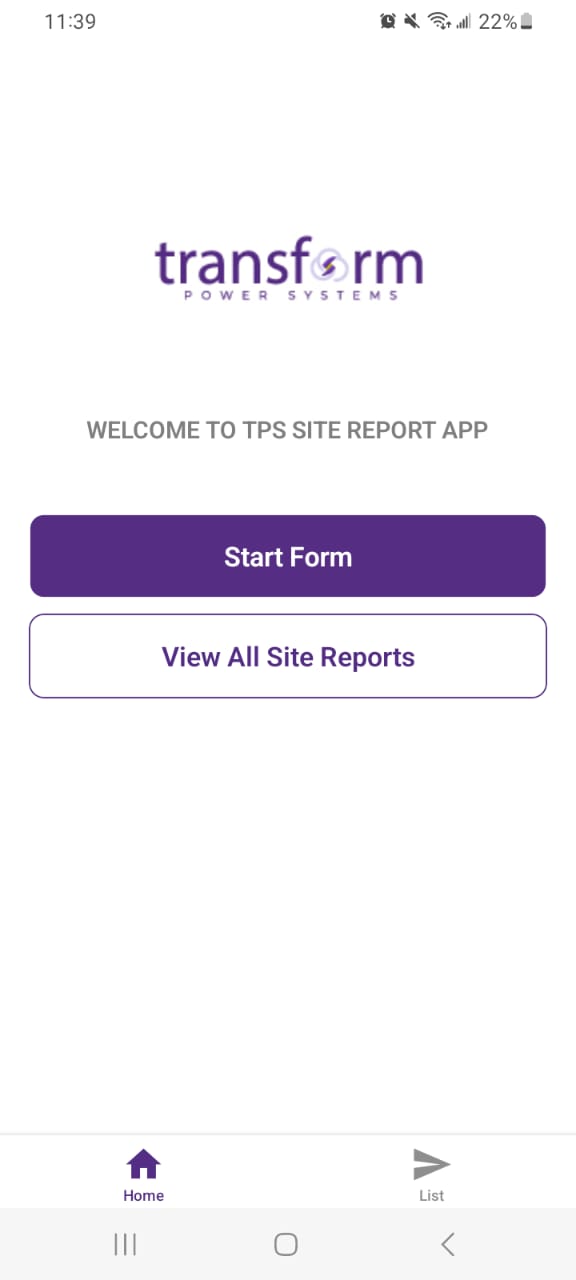 11:39 22%
transform
POWER SYSTEMS
WELCOME TO TPS SITE REPORT APP
Start Form
View All Site Reports
Home List